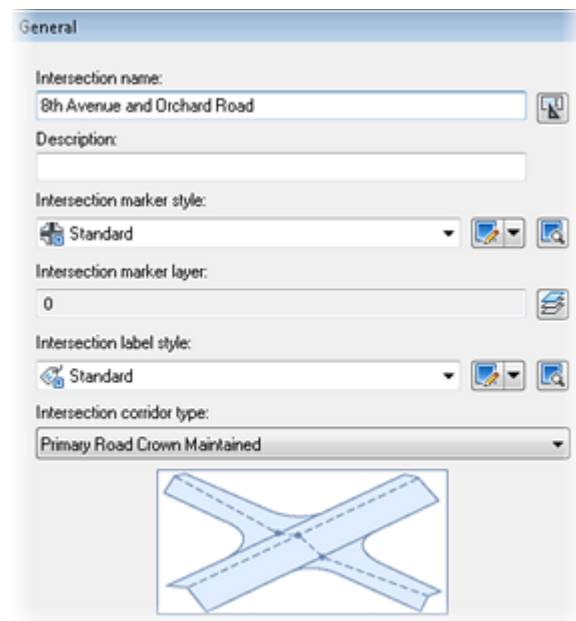 General
Intersection name:
8th Avenue and Orchard Road
Description:
Intersection marker style:
Standard
Intersection marker layer:
0
Intersection label style:
Standard
Intersection corridor type:
Primary Road Crown Maintained